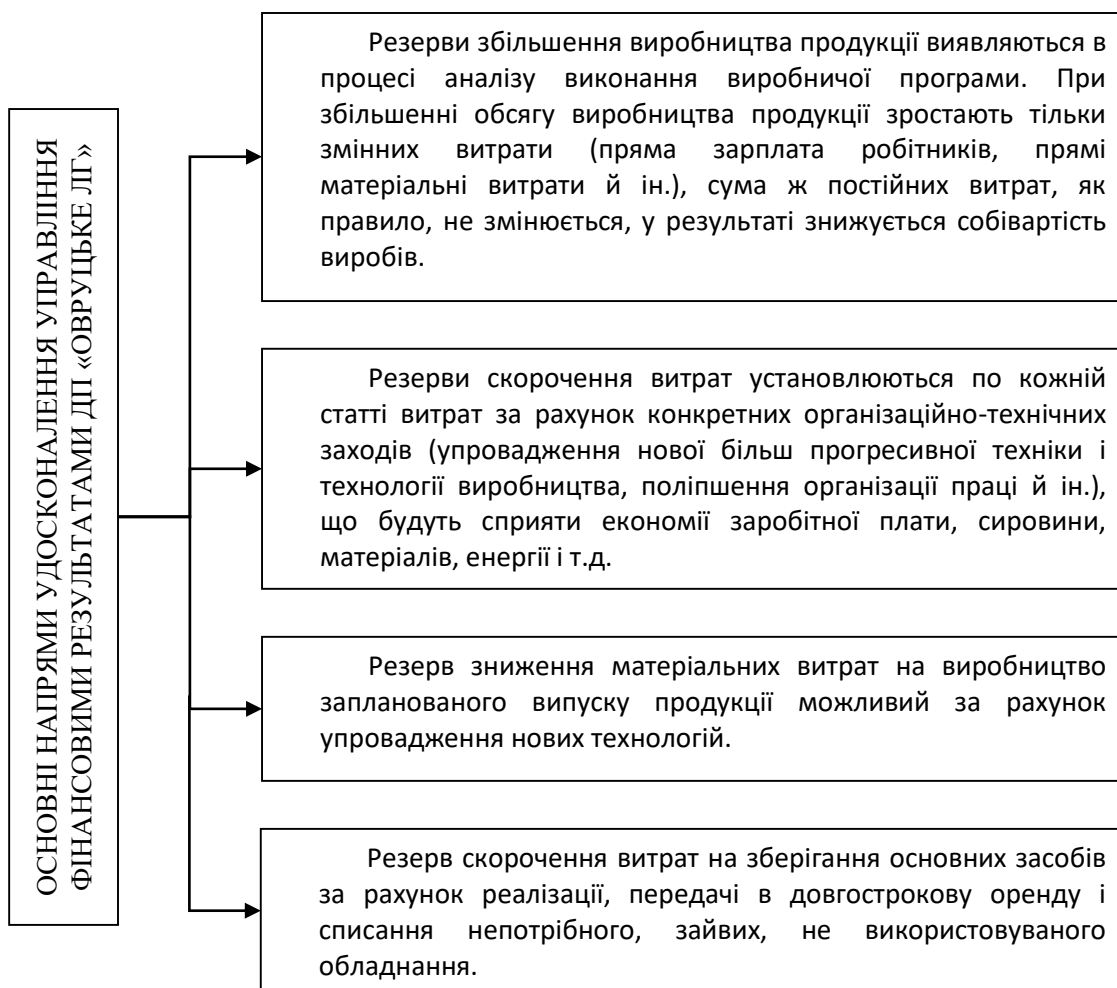 ОСНОВНІ НАПРЯМИ УДОСКОНАЛЕННЯ УПРАВЛІННЯ
ФІНАНСОВИМИ РЕЗУЛЬТАТАМИ ДП «ОВРУЦЬКЕ ЛГ»
Резерви збільшення виробництва продукції виявляються в
процесі аналізу виконання виробничої програми. При
збільшенні обсягу виробництва продукції зростають тільки
змінних витрати (пряма зарплата робітників, прямі
матеріальні витрати й ін.), сума ж постійних витрат, як
правило, не змінюється, у результаті знижується собівартість
виробів.
Резерви скорочення витрат установлюються по кожній
статті витрат за рахунок конкретних організаційно-технічних
заходів (упровадження нової більш прогресивної техніки і
технології виробництва, поліпшення організації праці й ін.),
що будуть сприяти економії заробітної плати, сировини,
матеріалів, енергії і т.д.
Резерв зниження матеріальних витрат на виробництво
запланованого випуску продукції можливий за рахунок
упровадження нових технологій.
Резерв скорочення витрат на зберігання основних засобів
за рахунок реалізації, передачі в довгострокову оренду і
списання непотрібного, зайвих, не використовуваного
обладнання.